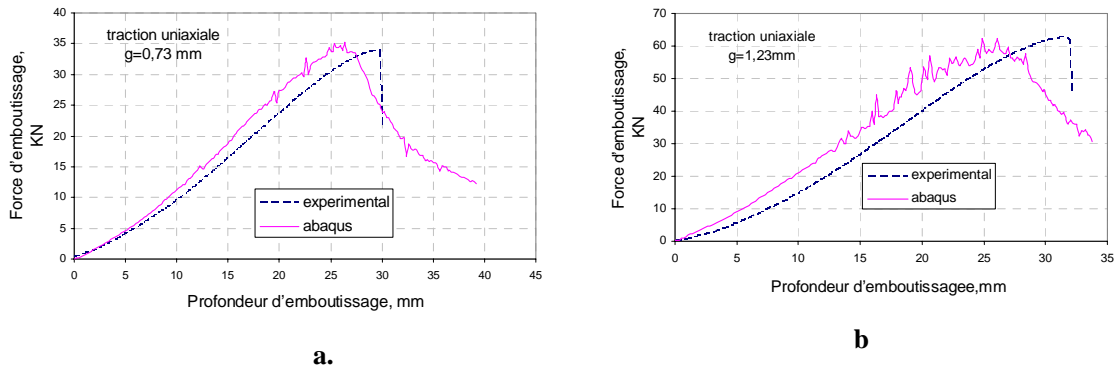 traction uniaxiale
g=0,73 mm
Force d'emboutissage,
KN
40
35
30
25
20
15
10
5
0
0 5 10 15 20 25 30 35 40 45
experimental
abaqus
Profondeur d'emboutissage, mm
a.
traction uniaxiale
g=1,23mm
Force d'emboutissage,
KN
70
60
50
40
30
20
10
0
0 5 10 15 20 25 30 35
experimental
abaqus
Profondeur d'emboutissagee,mm
b